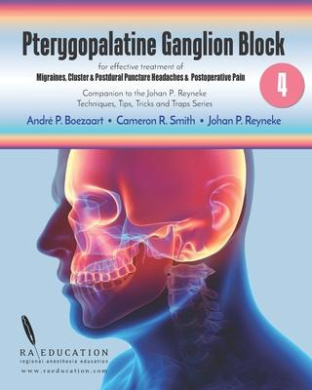 Pterygopalatine Ganglion Block
for effective treatment of
Migraines, Cluster & Postdural Puncture Headaches & Postoperative Pain
4
Companion to the Johan P. Reyneke
Techniques, Tips, Tricks and Traps Series
André P. Boezaart • Cameron R. Smith • Johan P. Reyneke
RA EDUCATION
regional anesthesia education
www.raeducation.com